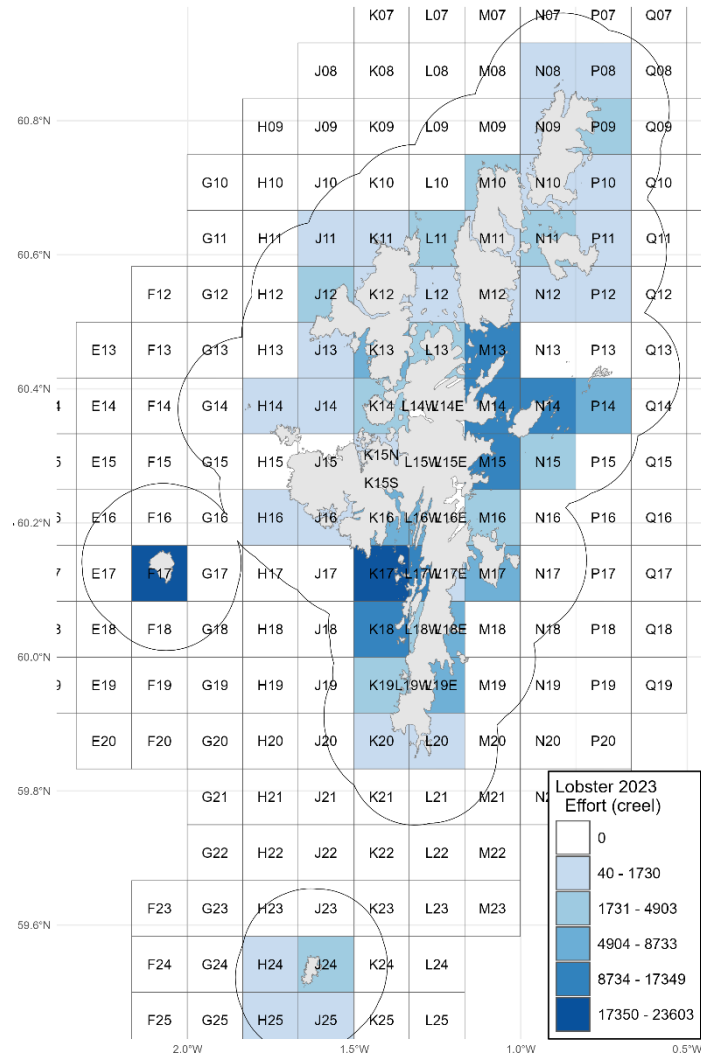 K07 L07 M07 N07 P07 Q07
J08 K08 L08 M08 N08 P08 Q08
60.8°N
H09 J09 K09 L09 M09 N09 P09 Q09
G10 H10 J10 K10 L10 M10 N10 P10 Q10
G11 H11 J11 K11 L11 M11 N11 P11 Q11
60.6°N
F12 G12 H12 J12 K12 L12 M12 N12 P12 Q12
E13 F13 G13 H13 J13 K13 L13 M13 N13 P13 Q13
60.4°N
4 E14 F14 G14 H14 J14 K14 L14W L14E M14 N14 P14 Q14
5 E15 F15 G15 H15 J15 K15N L15W L15E M15 N15 P15 Q15
K15S
60.2°N
6 E16 F16 G16 H16 J16 K16 L16W L16E M16 N16 P16 Q16
7 E17 F17 G17 H17 J17 K17 L17W L17E M17 N17 P17 Q17
8 E18 F18 G18 H18 J18 K18 L18W L18E M18 N18 P18 Q18
60.0°N
9 E19 F19 G19 H19 J19 K19 L19W L19E M19 N19 P19 Q19
E20 F20 G20 H20 J20 K20 L20 M20 N20 P20
59.8°N
G21 H21 J21 K21 L21 M21 N2
G22 H22 J22 K22 L22 M22
F23 G23 H23 J23 K23 L23 M23
59.6°N
F24 G24 H24 J24 K24 L24
F25 G25 H25 J25 K25 L25
2.0°W 1.5°W 1.0°W 0.5°W
Lobster 2023
Effort (creel)
0
40 - 1730
1731 - 4903
4904 - 8733
8734 - 17349
17350 - 23603